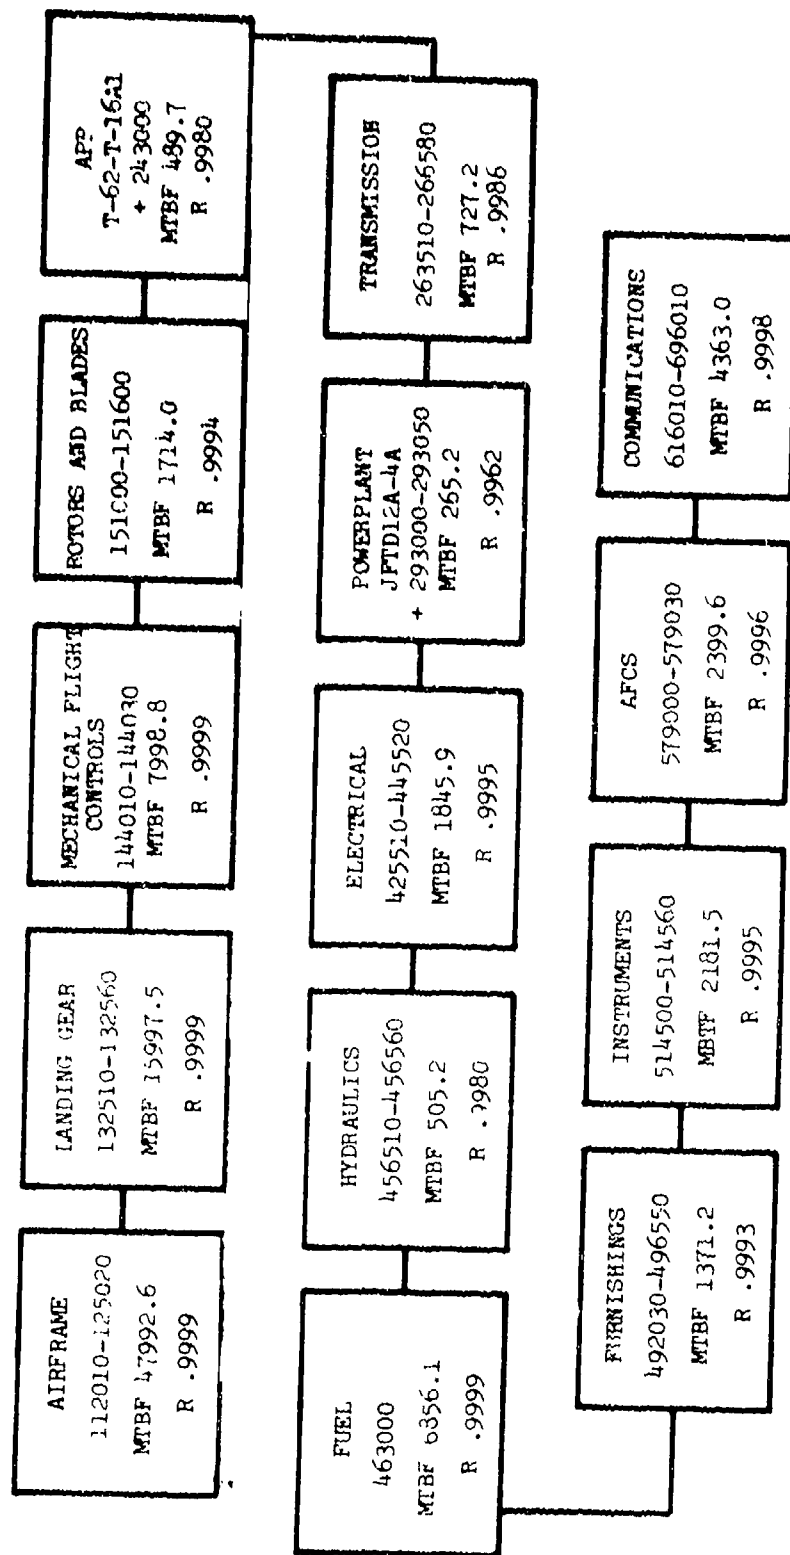 AIRFRAME
112010-125020
MTBF 47992.6
R .9999
LANDING GEAR
132510-132560
MTBF 15997.5
R .9999
MECHANICAL FLIGHT
CONTROLS
144010-144030
MTBF 7998.8
R .9999
ROTORS AND BLADES
151000-151600
MTBF 1714.0
R .9994
APP
T-62-T-16A1
+ 243000
MTBF 489.7
R .9980
TRANSMISSION
263510-266580
MTBF 727.2
R .9986
POWERPLANT
JFTD12A-4A
+ 293000-293050
MTBF 265.2
R .9962
ELECTRICAL
425510-445520
MTBF 1845.9
R .9995
HYDRAULICS
456510-456560
MTBF 505.2
R .9980
FUEL
463000
MTBF 6856.1
R .9999
FURNISHINGS
492030-496550
MTBF 1371.2
R .9993
INSTRUMENTS
514500-514560
MBTF 2181.5
R .9995
AFCS
579000-579030
MTBF 2399.6
R .9996
COMMUNICATIONS
616010-696010
MTBF 4363.0
R .9998